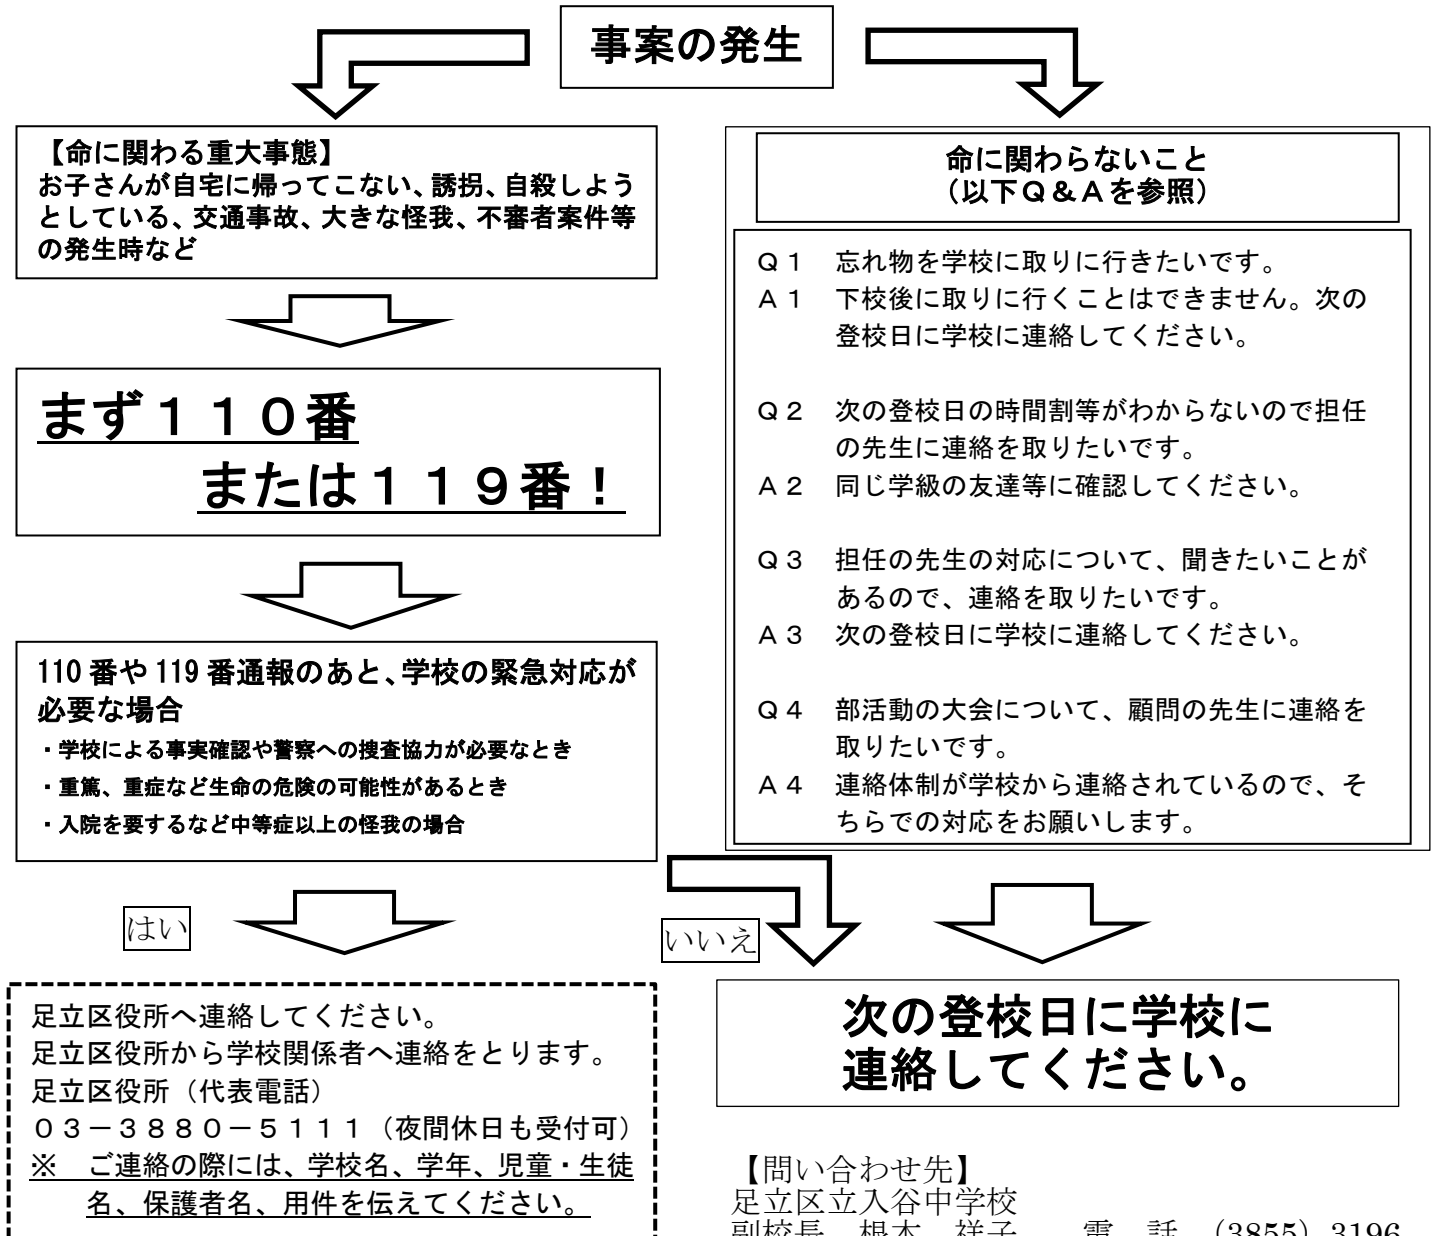 事案の発生
【命に関わる重大事態】
お子さんが自宅に帰ってこない、誘拐、自殺しよう
としている、交通事故、大きな怪我、不審者案件等
の発生時など
まず１１０番
または１１９番！
110番や119番通報のあと、学校の緊急対応が
必要な場合
・学校による事実確認や警察への捜査協力が必要なとき
・重篤、重症など生命の危険の可能性があるとき
・入院を要するなど中等症以上の怪我の場合
はい
いいえ
足立区役所へ連絡してください。
足立区役所から学校関係者へ連絡をとります。
足立区役所（代表電話）
０３－３８８０－５１１１（夜間休日も受付可）
※　ご連絡の際には、学校名、学年、児童・生徒
名、保護者名、用件を伝えてください。
命に関わらないこと
（以下Ｑ＆Ａを参照）
Ｑ１　忘れ物を学校に取りに行きたいです。
Ａ１　下校後に取りに行くことはできません。次の
登校日に学校に連絡してください。
Ｑ２　次の登校日の時間割等がわからないので担任
の先生に連絡を取りたいです。
Ａ２　同じ学級の友達等に確認してください。
Ｑ３　担任の先生の対応について、聞きたいことが
あるので、連絡を取りたいです。
Ａ３　次の登校日に学校に連絡してください。
Ｑ４　部活動の大会について、顧問の先生に連絡を
取りたいです。
Ａ４　連絡体制が学校から連絡されているので、そ
ちらでの対応をお願いします。
次の登校日に学校に
連絡してください。
【問い合わせ先】
足立区立入谷中学校
副校長　根本　祥子　　電　話　(3855) 3196